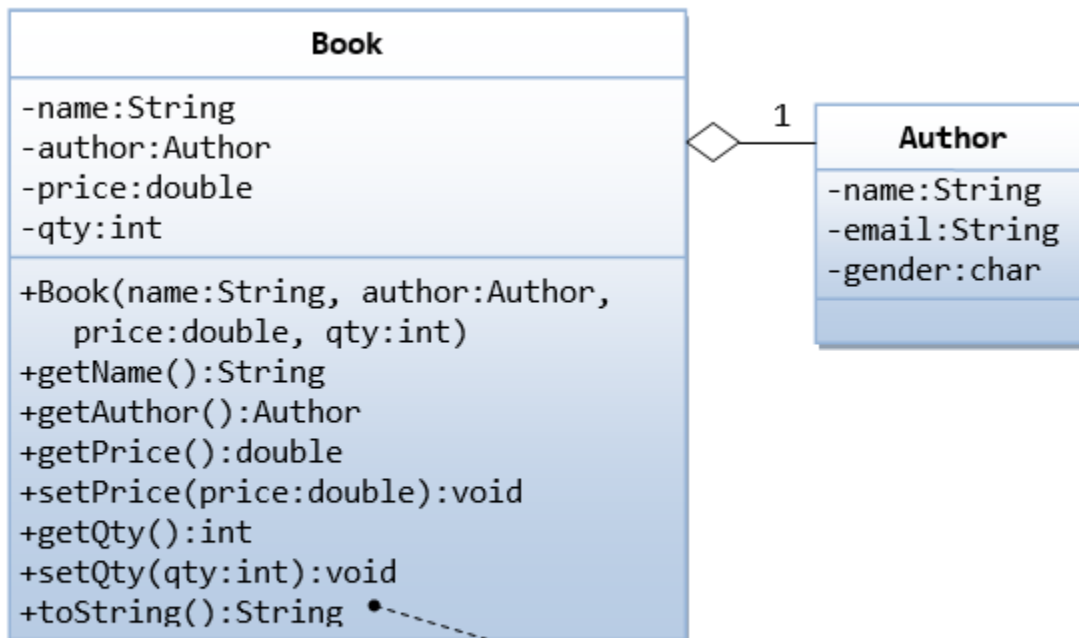 Book
-name:String
-author:Author
-price:double
-qty:int
+Book(name:String, author:Author,
price:double, qty:int)
+getName():String
+getAuthor():Author
+getPrice():double
+setPrice(price:double):void
+getQty():int
+setQty(qty:int):void
+toString():String
1
Author
-name:String
-email:String
-gender:char